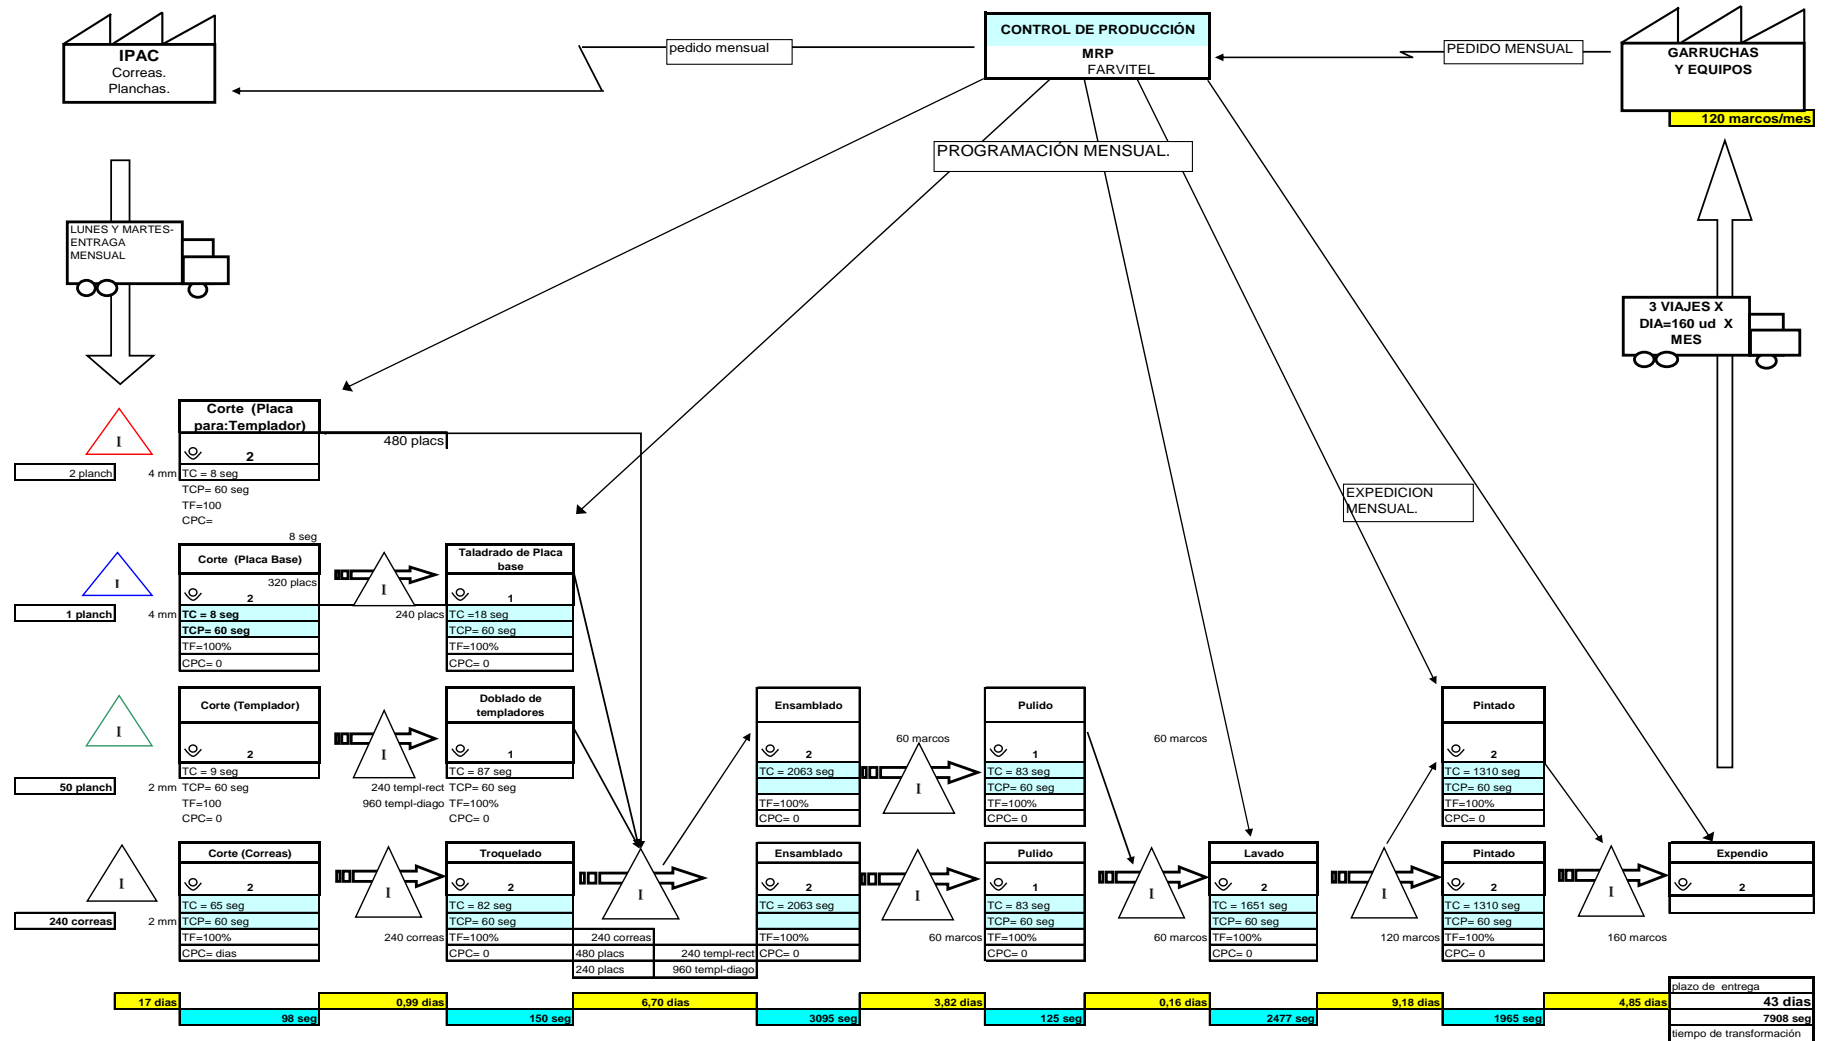 IPAC
Correas.
Planchas.
pedido mensual
CONTROL DE PRODUCCIÓN
MRP
FARVITEL
PEDIDO MENSUAL
GARRUCHAS
Y EQUIPOS
120 marcos/mes
PROGRAMACIÓN MENSUAL.
LUNES Y MARTES-
ENTRAGA
MENSUAL
3 VIAJES X
DIA=160 ud X
MES
EXPEDICION
MENSUAL.
I
2 planch
4 mm
Corte (Placa
para:Templador)
2
TC = 8 seg
TCP= 60 seg
TF=100
CPC=
480 placs
8 seg
I
1 planch
4 mm
Corte (Placa Base)
320 placs
2
TC = 8 seg
TCP= 60 seg
TF=100%
CPC= 0
I
240 placs
Taladrado de Placa
base
1
TC =18 seg
TCP= 60 seg
TF=100%
CPC= 0
I
50 planch
2 mm
Corte (Templador)
2
TC = 9 seg
TCP= 60 seg
TF=100
CPC= 0
I
240 templ-rect
960 templ-diago
Doblado de
templadores
1
TC = 87 seg
TCP= 60 seg
TF=100%
CPC= 0
Ensamblado
2
TC = 2063 seg
TF=100%
CPC= 0
60 marcos
I
Pulido
1
TC = 83 seg
TCP= 60 seg
TF=100%
CPC= 0
60 marcos
Pintado
2
TC = 1310 seg
TCP= 60 seg
TF=100%
CPC= 0
I
240 correas
2 mm
Corte (Correas)
2
TC = 65 seg
TCP= 60 seg
TF=100%
CPC= dias
I
240 correas
Troquelado
2
TC = 82 seg
TCP= 60 seg
TF=100%
CPC= 0
I
240 correas
480 placs
240 templ-rect
240 placs
960 templ-diago
Ensamblado
2
TC = 2063 seg
TF=100%
CPC= 0
I
60 marcos
Pulido
1
TC = 83 seg
TCP= 60 seg
TF=100%
CPC= 0
I
60 marcos
Lavado
2
TC = 1651 seg
TCP= 60 seg
TF=100%
CPC= 0
I
120 marcos
Pintado
2
TC = 1310 seg
TCP= 60 seg
TF=100%
CPC= 0
I
160 marcos
Expendio
2
17 dias
0,99 dias
6,70 dias
3,82 dias
0,16 dias
9,18 dias
4,85 dias
plazo de entrega
43 dias
98 seg
150 seg
3095 seg
125 seg
2477 seg
1965 seg
7908 seg
tiempo de transformación